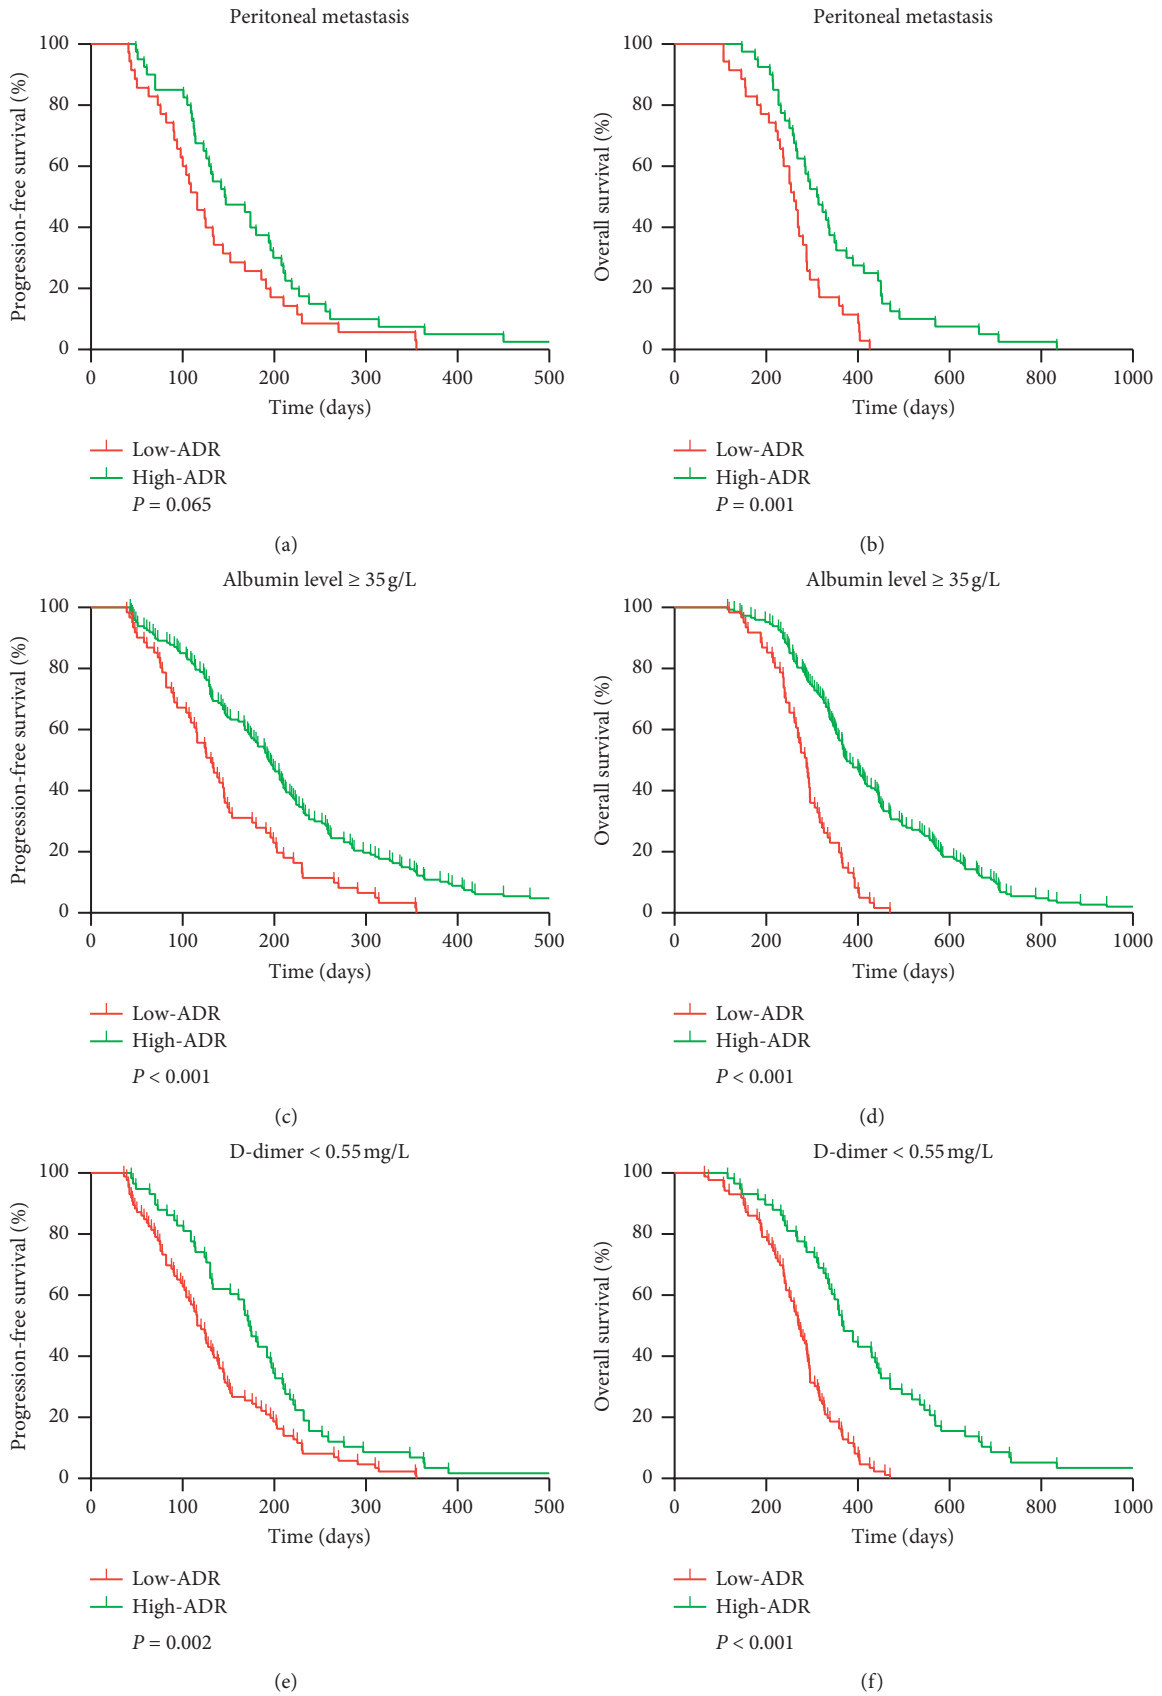 Peritoneal metastasis
Progression-free survival (%)
100
80
60
40
20
0
0 100 200 300 400 500
Time (days)
Low-ADR
High-ADR
P = 0.065
(a)
Peritoneal metastasis
Overall survival (%)
100
80
60
40
20
0
0 200 400 600 800 1000
Time (days)
Low-ADR
High-ADR
P = 0.001
(b)
Albumin level ≥ 35 g/L
Progression-free survival (%)
100
80
60
40
20
0
0 100 200 300 400 500
Time (days)
Low-ADR
High-ADR
P < 0.001
(c)
Albumin level ≥ 35 g/L
Overall survival (%)
100
80
60
40
20
0
0 200 400 600 800 1000
Time (days)
Low-ADR
High-ADR
P < 0.001
(d)
D-dimer < 0.55 mg/L
Progression-free survival (%)
100
80
60
40
20
0
0 100 200 300 400 500
Time (days)
Low-ADR
High-ADR
P = 0.002
(e)
D-dimer < 0.55 mg/L
Overall survival (%)
100
80
60
40
20
0
0 200 400 600 800 1000
Time (days)
Low-ADR
High-ADR
P < 0.001
(f)